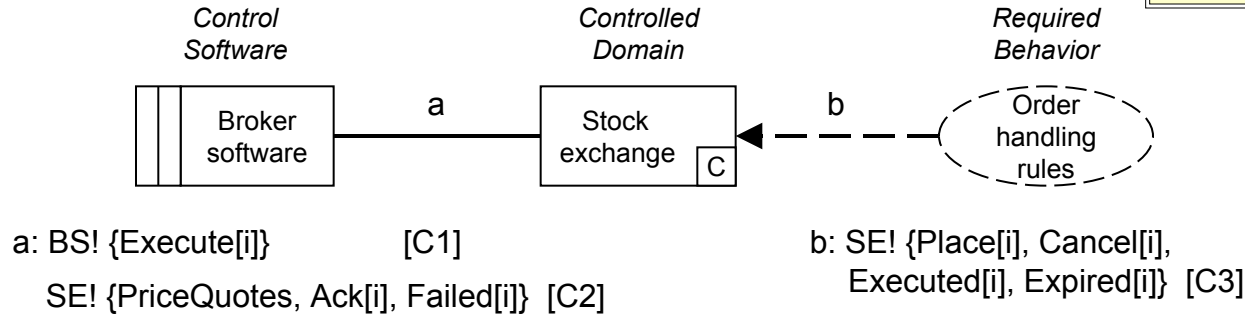 Control
Software
Controlled
Domain
Required
Behavior
Broker
software
a
Stock
exchange
C
b
Order
handling
rules
a: BS! {Execute[i]} [C1]
SE! {PriceQuotes, Ack[i], Failed[i]} [C2]
b: SE! {Place[i], Cancel[i],
Executed[i], Expired[i]} [C3]